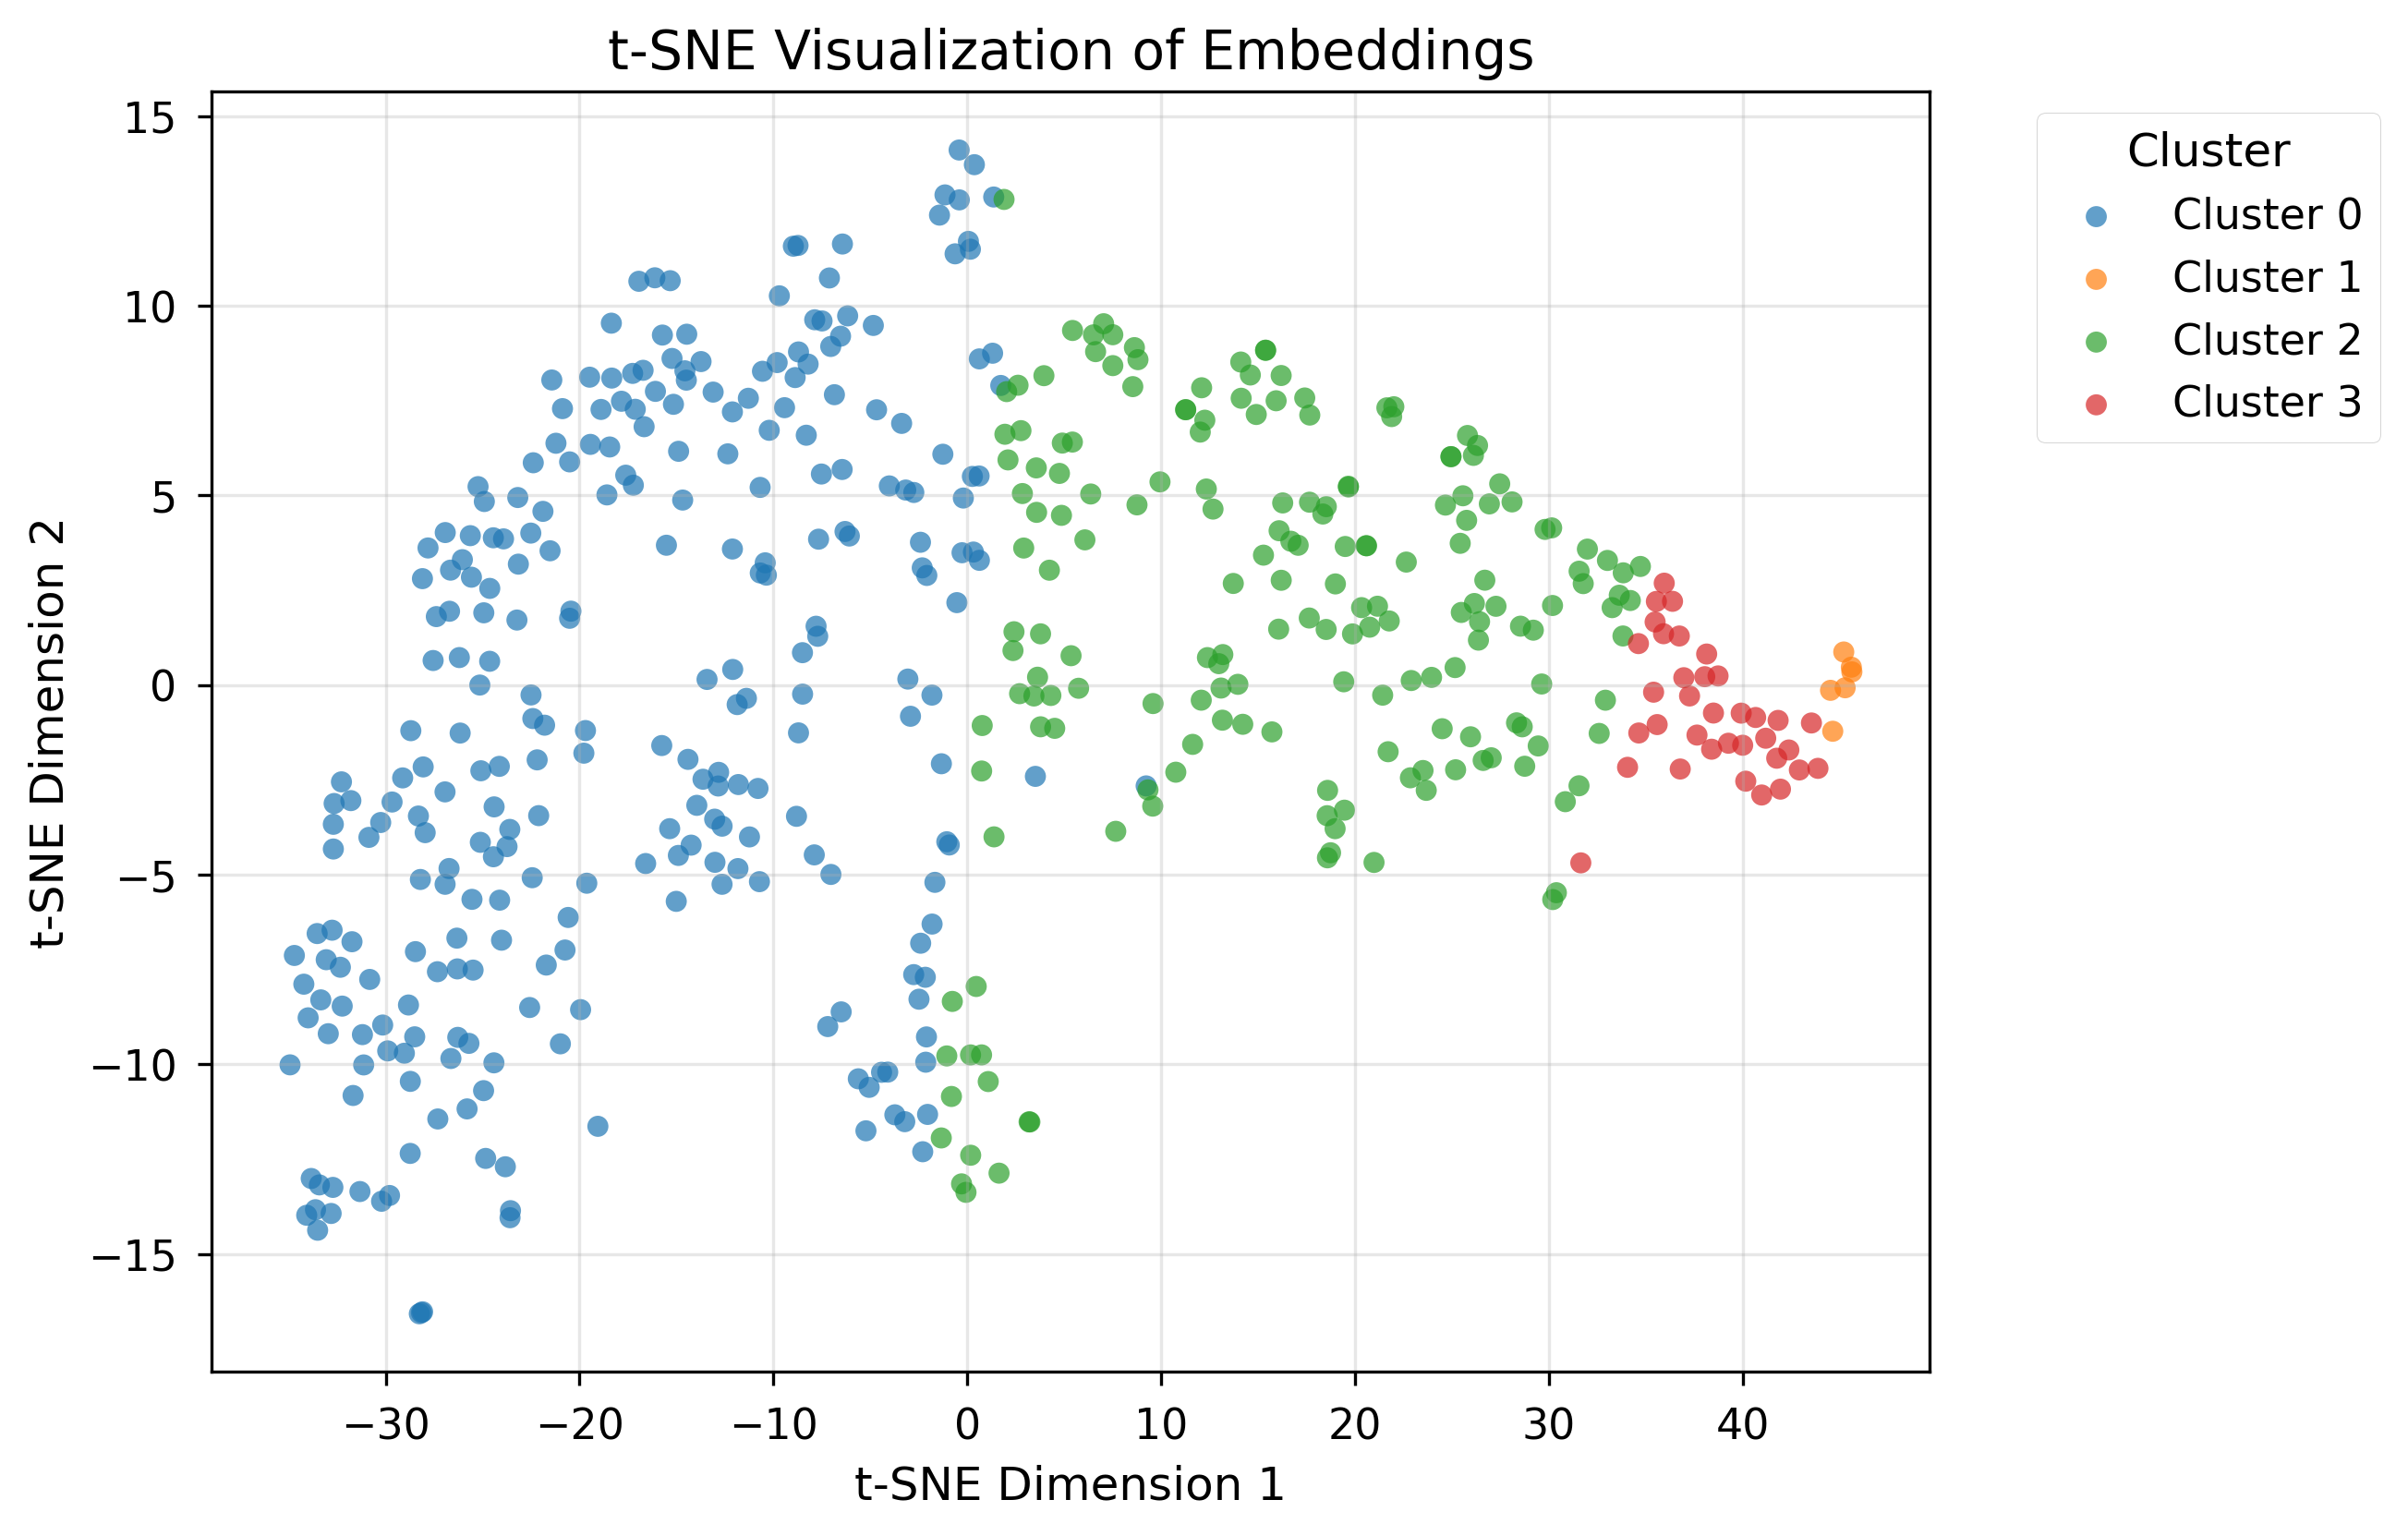 t-SNE Visualization of Embeddings
15
10
5
0
−5
−10
−15
t-SNE Dimension 2
−30
−20
−10
0
10
20
30
40
t-SNE Dimension 1
Cluster
Cluster 0
Cluster 1
Cluster 2
Cluster 3